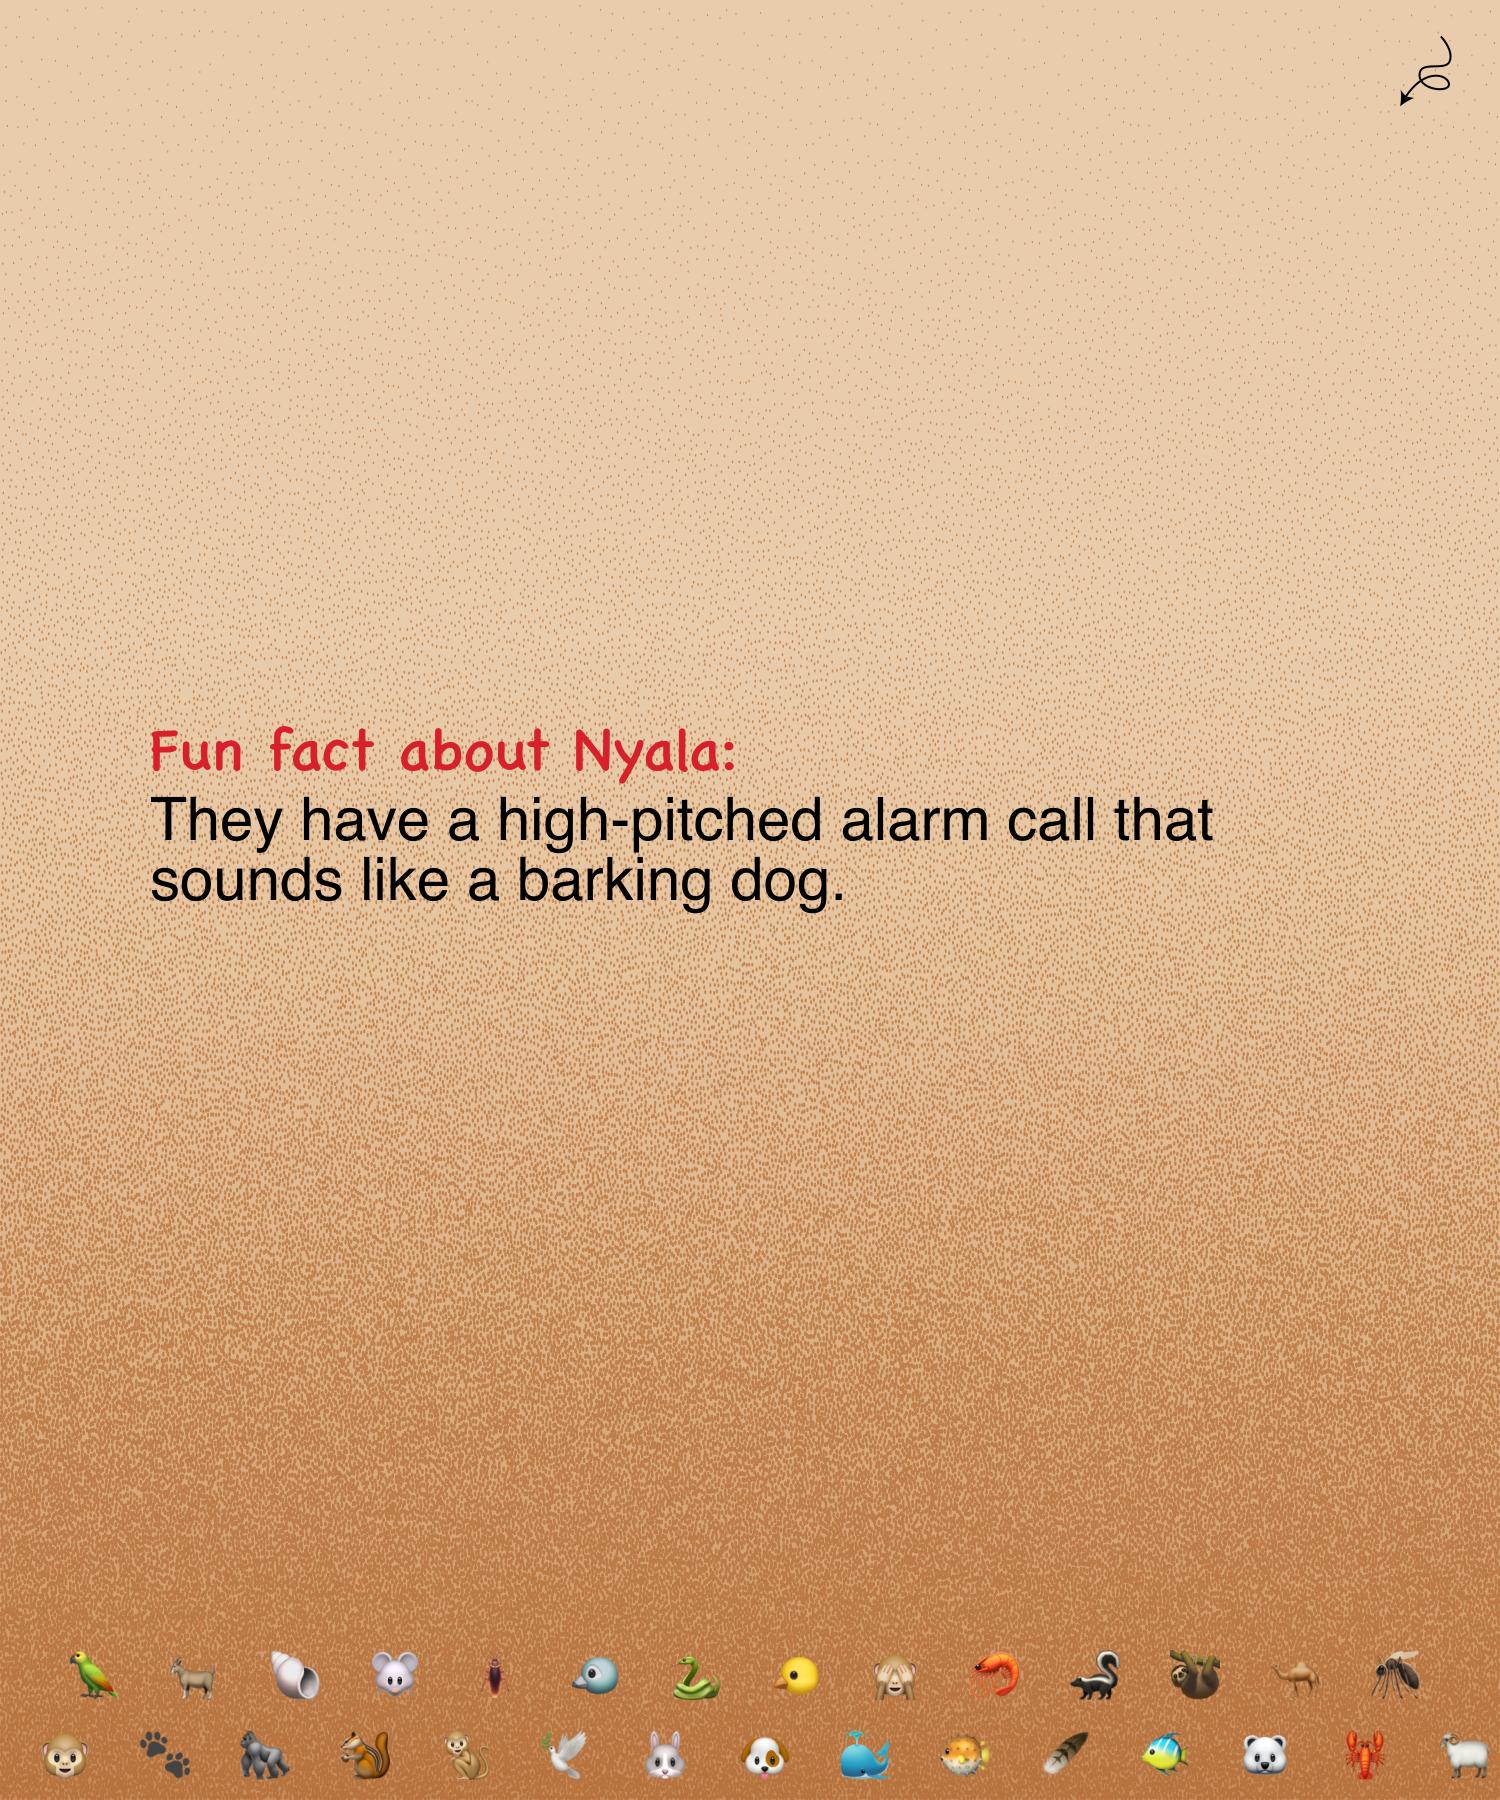 Fun fact about Nyala:
They have a high-pitched alarm call that
sounds like a barking dog.